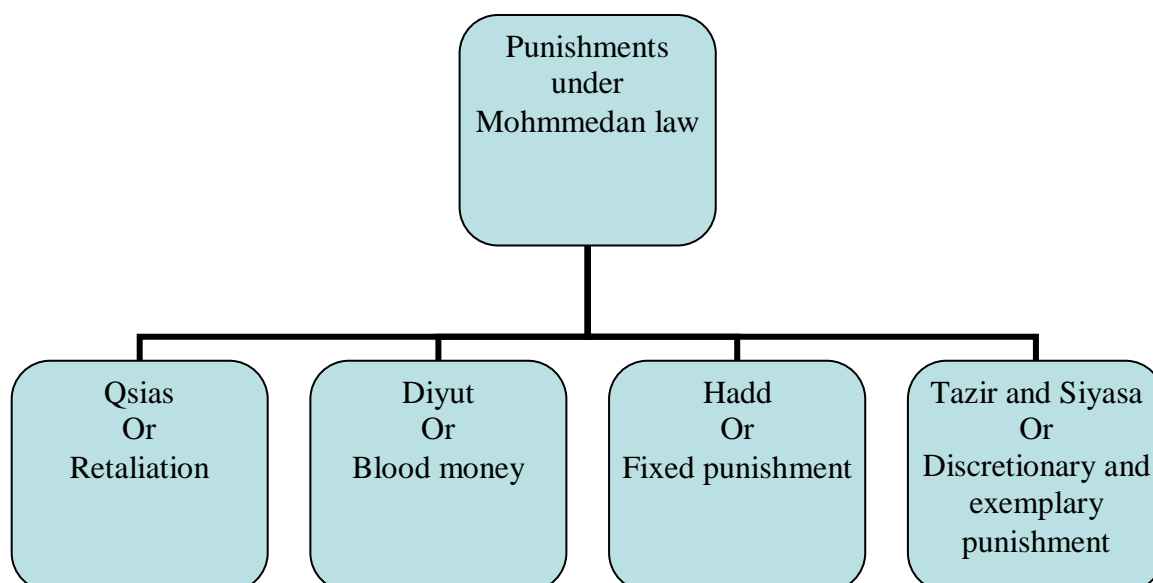 Punishments
under
Mohmmedan law
Qsias
Or
Retaliation
Diyut
Or
Blood money
Hadd
Or
Fixed punishment
Tazir and Siyasa
Or
Discretionary and
exemplary
punishment